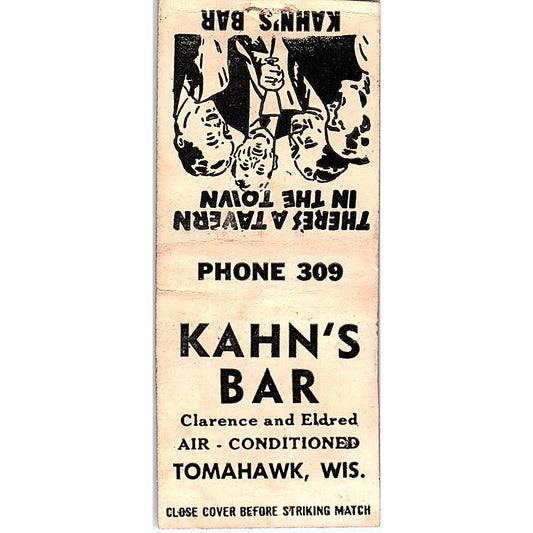 THERE'S A TAVERN
IN THE TOWN
KAHN'S BAR
PHONE 309
KAHN'S
BAR
Clarence and Eldred
AIR - CONDITIONED
TOMAHAWK, WIS.
CLOSE COVER BEFORE STRIKING MATCH